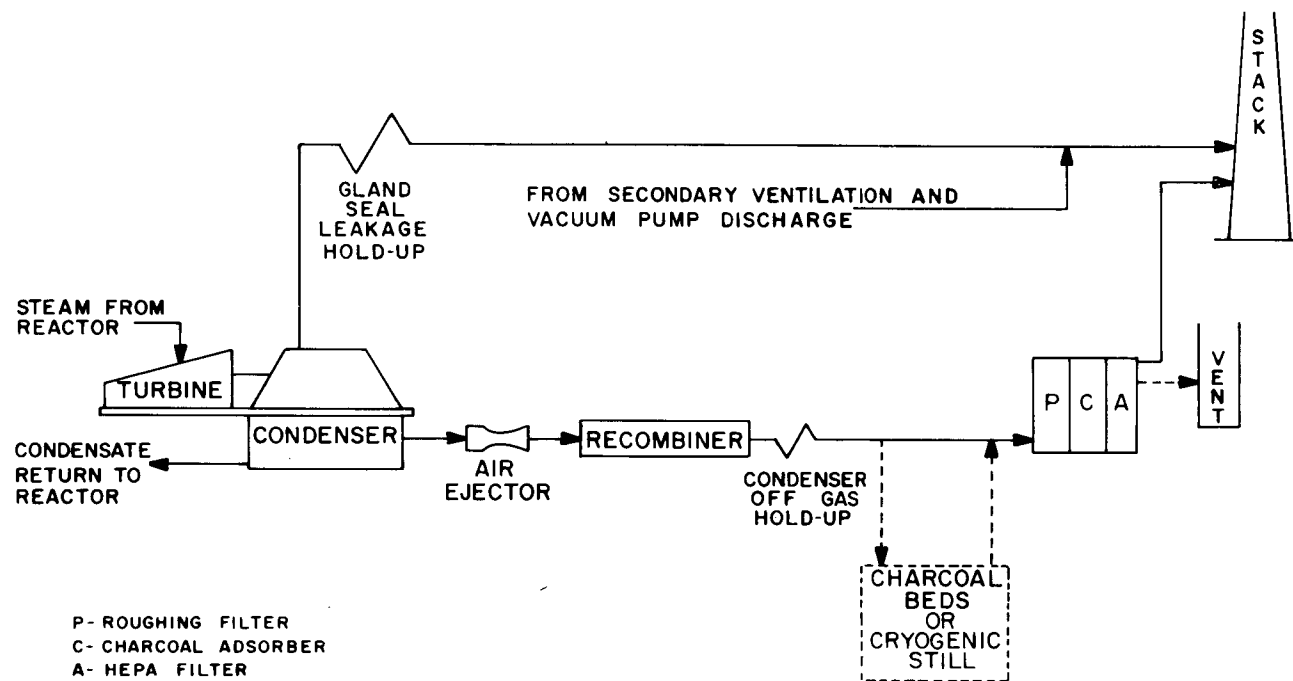 STACK
GLAND
SEAL
LEAKAGE
HOLD-UP
FROM SECONDARY VENTILATION AND
VACUUM PUMP DISCHARGE
STEAM FROM
REACTOR
TURBINE
CONDENSER
CONDENSATE
RETURN TO
REACTOR
AIR
EJECTOR
RECOMBINER
CONDENSER
OFF GAS
HOLD-UP
P C A
VENT
CHARCOAL
BEDS
OR
CRYOGENIC
STILL
P- ROUGHING FILTER
C- CHARCOAL ADSORBER
A- HEPA FILTER